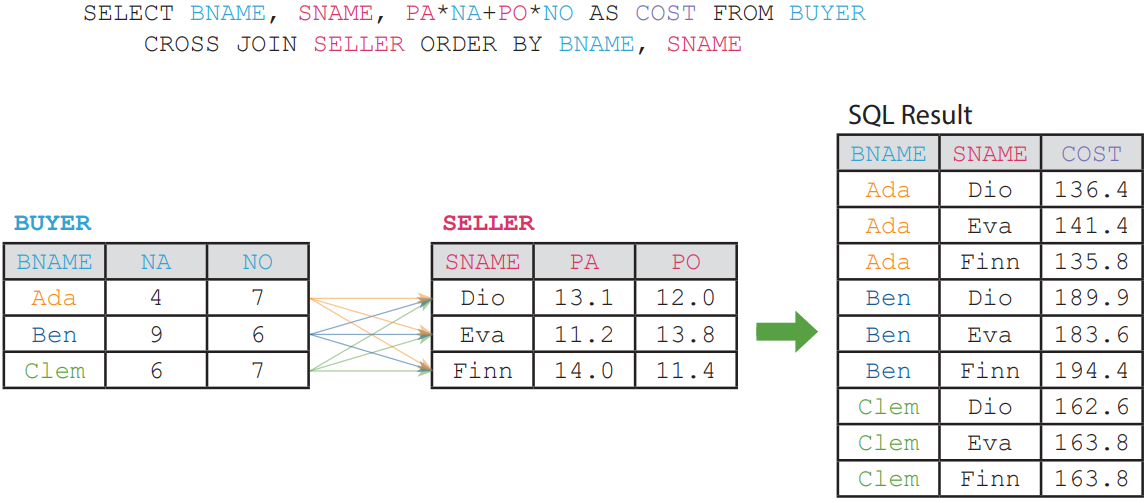 SELECT BNAME, SNAME, PA*NA+PO*NO AS COST FROM BUYER
CROSS JOIN SELLER ORDER BY BNAME, SNAME
BUYER
BNAME NA NO
Ada 4 7
Ben 9 6
Clem 6 7
SELLER
SNAME PA PO
Dio 13.1 12.0
Eva 11.2 13.8
Finn 14.0 11.4
SQL Result
BNAME SNAME COST
Ada Dio 136.4
Ada Eva 141.4
Ada Finn 135.8
Ben Dio 189.9
Ben Eva 183.6
Ben Finn 194.4
Clem Dio 162.6
Clem Eva 163.8
Clem Finn 163.8